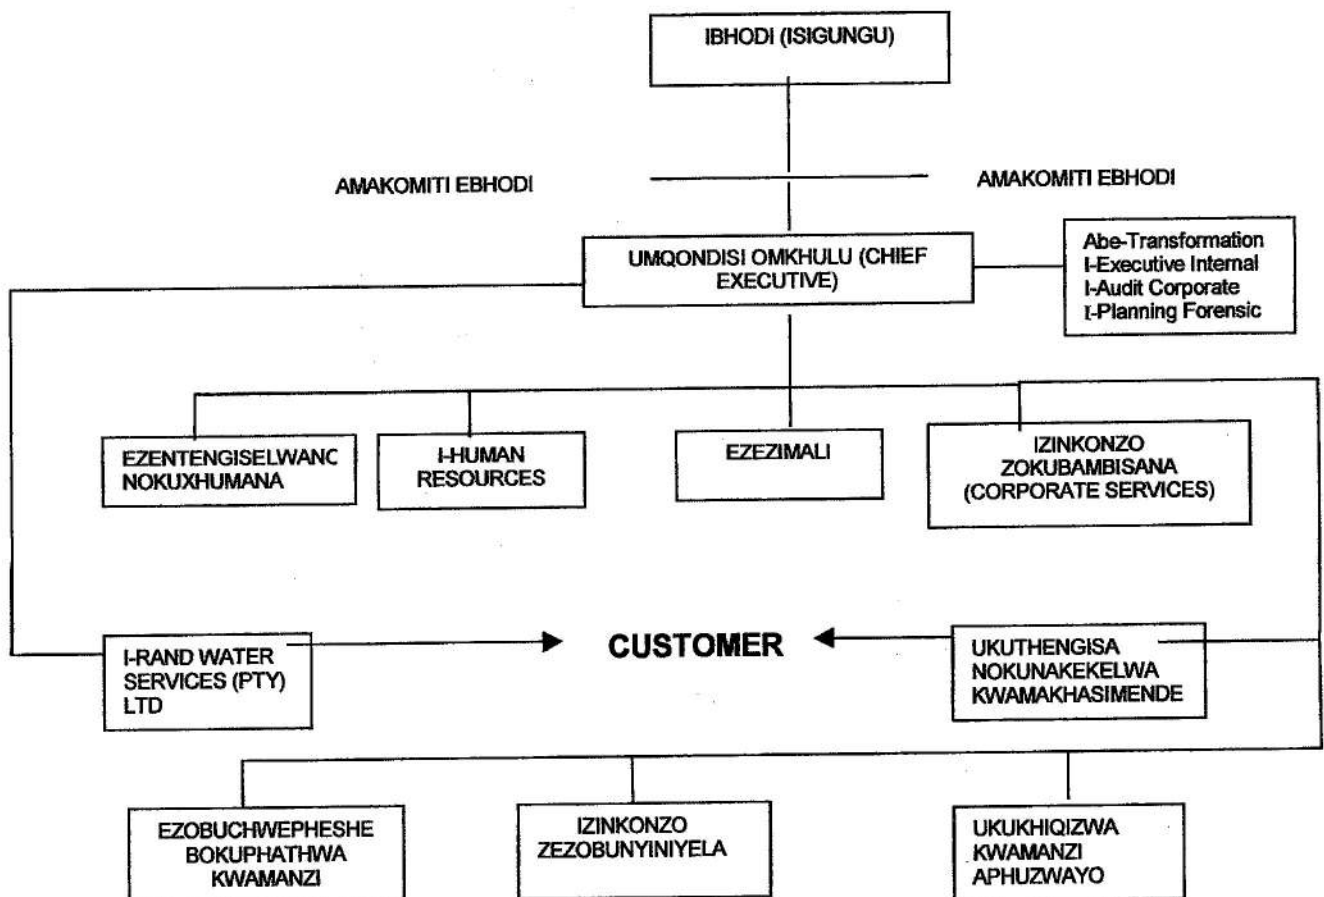 IBHODI (ISIGUNGU)
AMAKOMITI EBHODI
AMAKOMITI EBHODI
UMQONDISI OMKHULU (CHIEF
EXECUTIVE)
Abe-Transformation
I-Executive Internal
I-Audit Corporate
I-Planning Forensic
EZENTENGISELWANC
NOKUXHUMANA
I-HUMAN
RESOURCES
EZEZIMALI
IZINKONZO
ZOKUBAMBISANA
(CORPORATE SERVICES)
I-RAND WATER
SERVICES (PTY)
LTD
CUSTOMER
UKUTHENGISA
NOKUNAKEKELWA
KWAMAKHASIMENDE
EZOBUCHWEPHESHE
BOKUPHATHWA
KWAMANZI
IZINKONZO
ZEZOBUNYINIYELA
UKUKHIQIZWA
KWAMANZI
APHUZWAYO